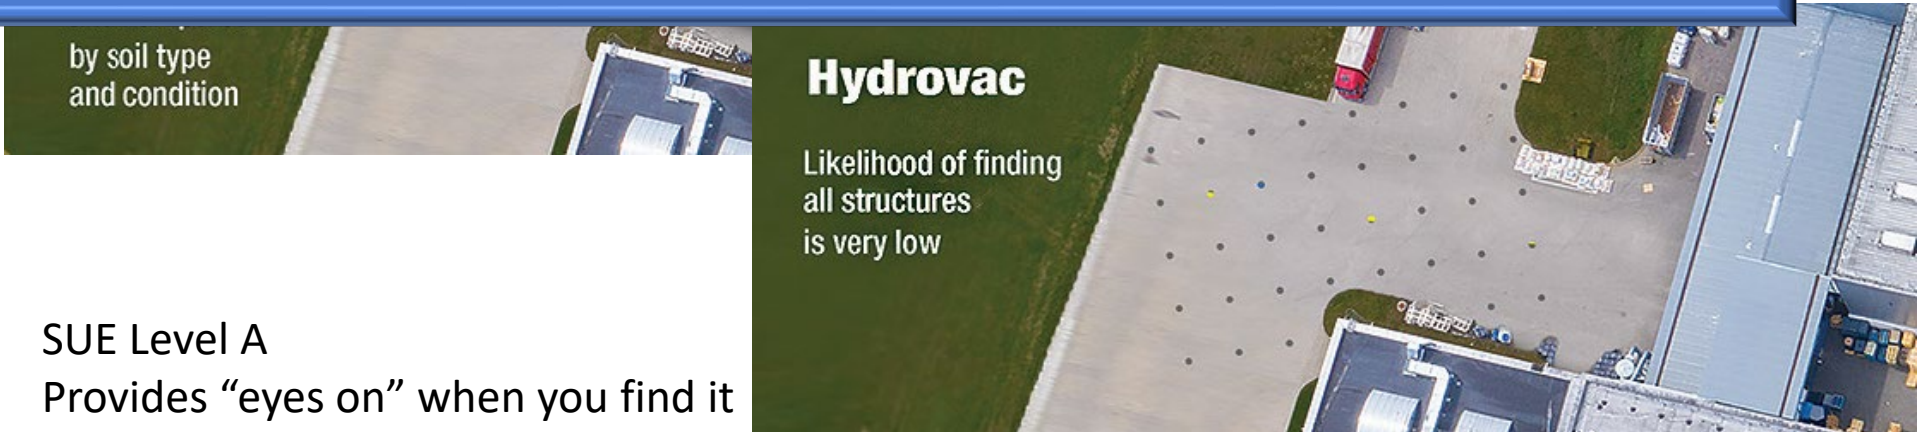 by soil type
and condition
Hydrovac
Likelihood of finding
all structures
is very low
SUE Level A
Provides “eyes on” when you find it